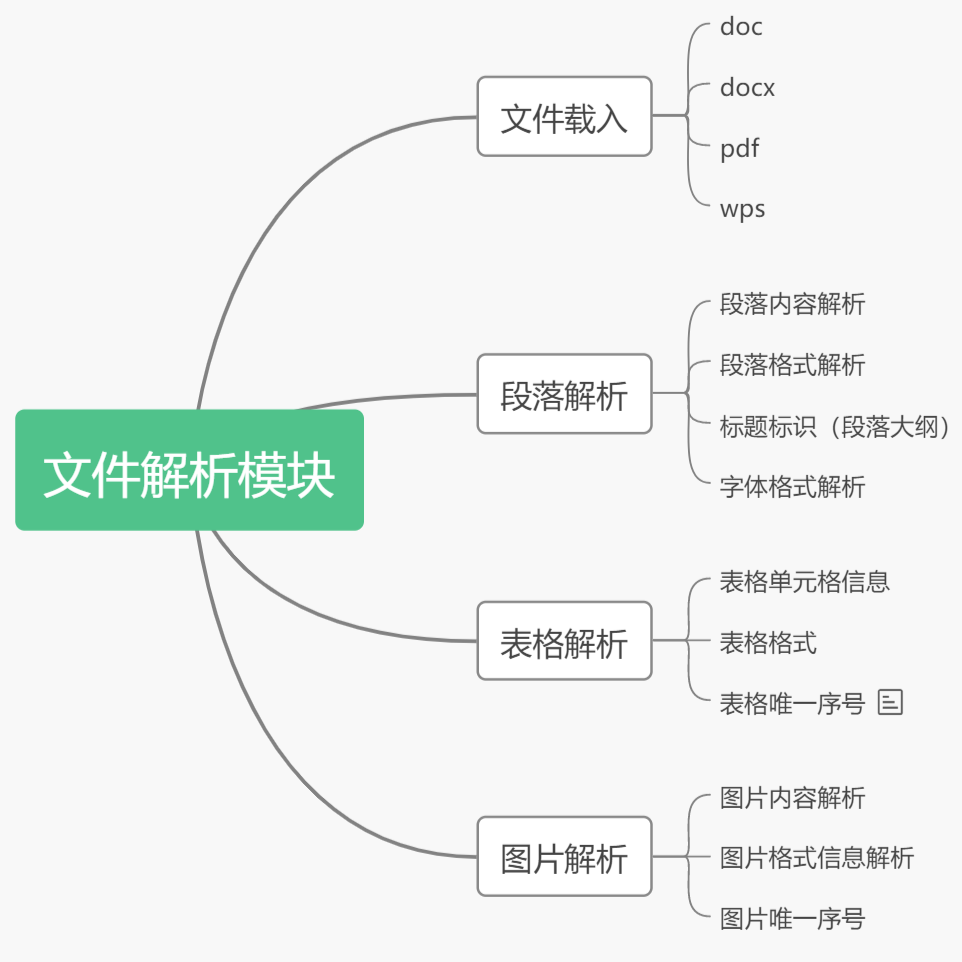 文件解析模块
文件载入
doc
docx
pdf
wps
段落解析
段落内容解析
段落格式解析
标题标识（段落大纲）
字体格式解析
表格解析
表格单元格信息
表格格式
表格唯一序号
图片解析
图片内容解析
图片格式信息解析
图片唯一序号